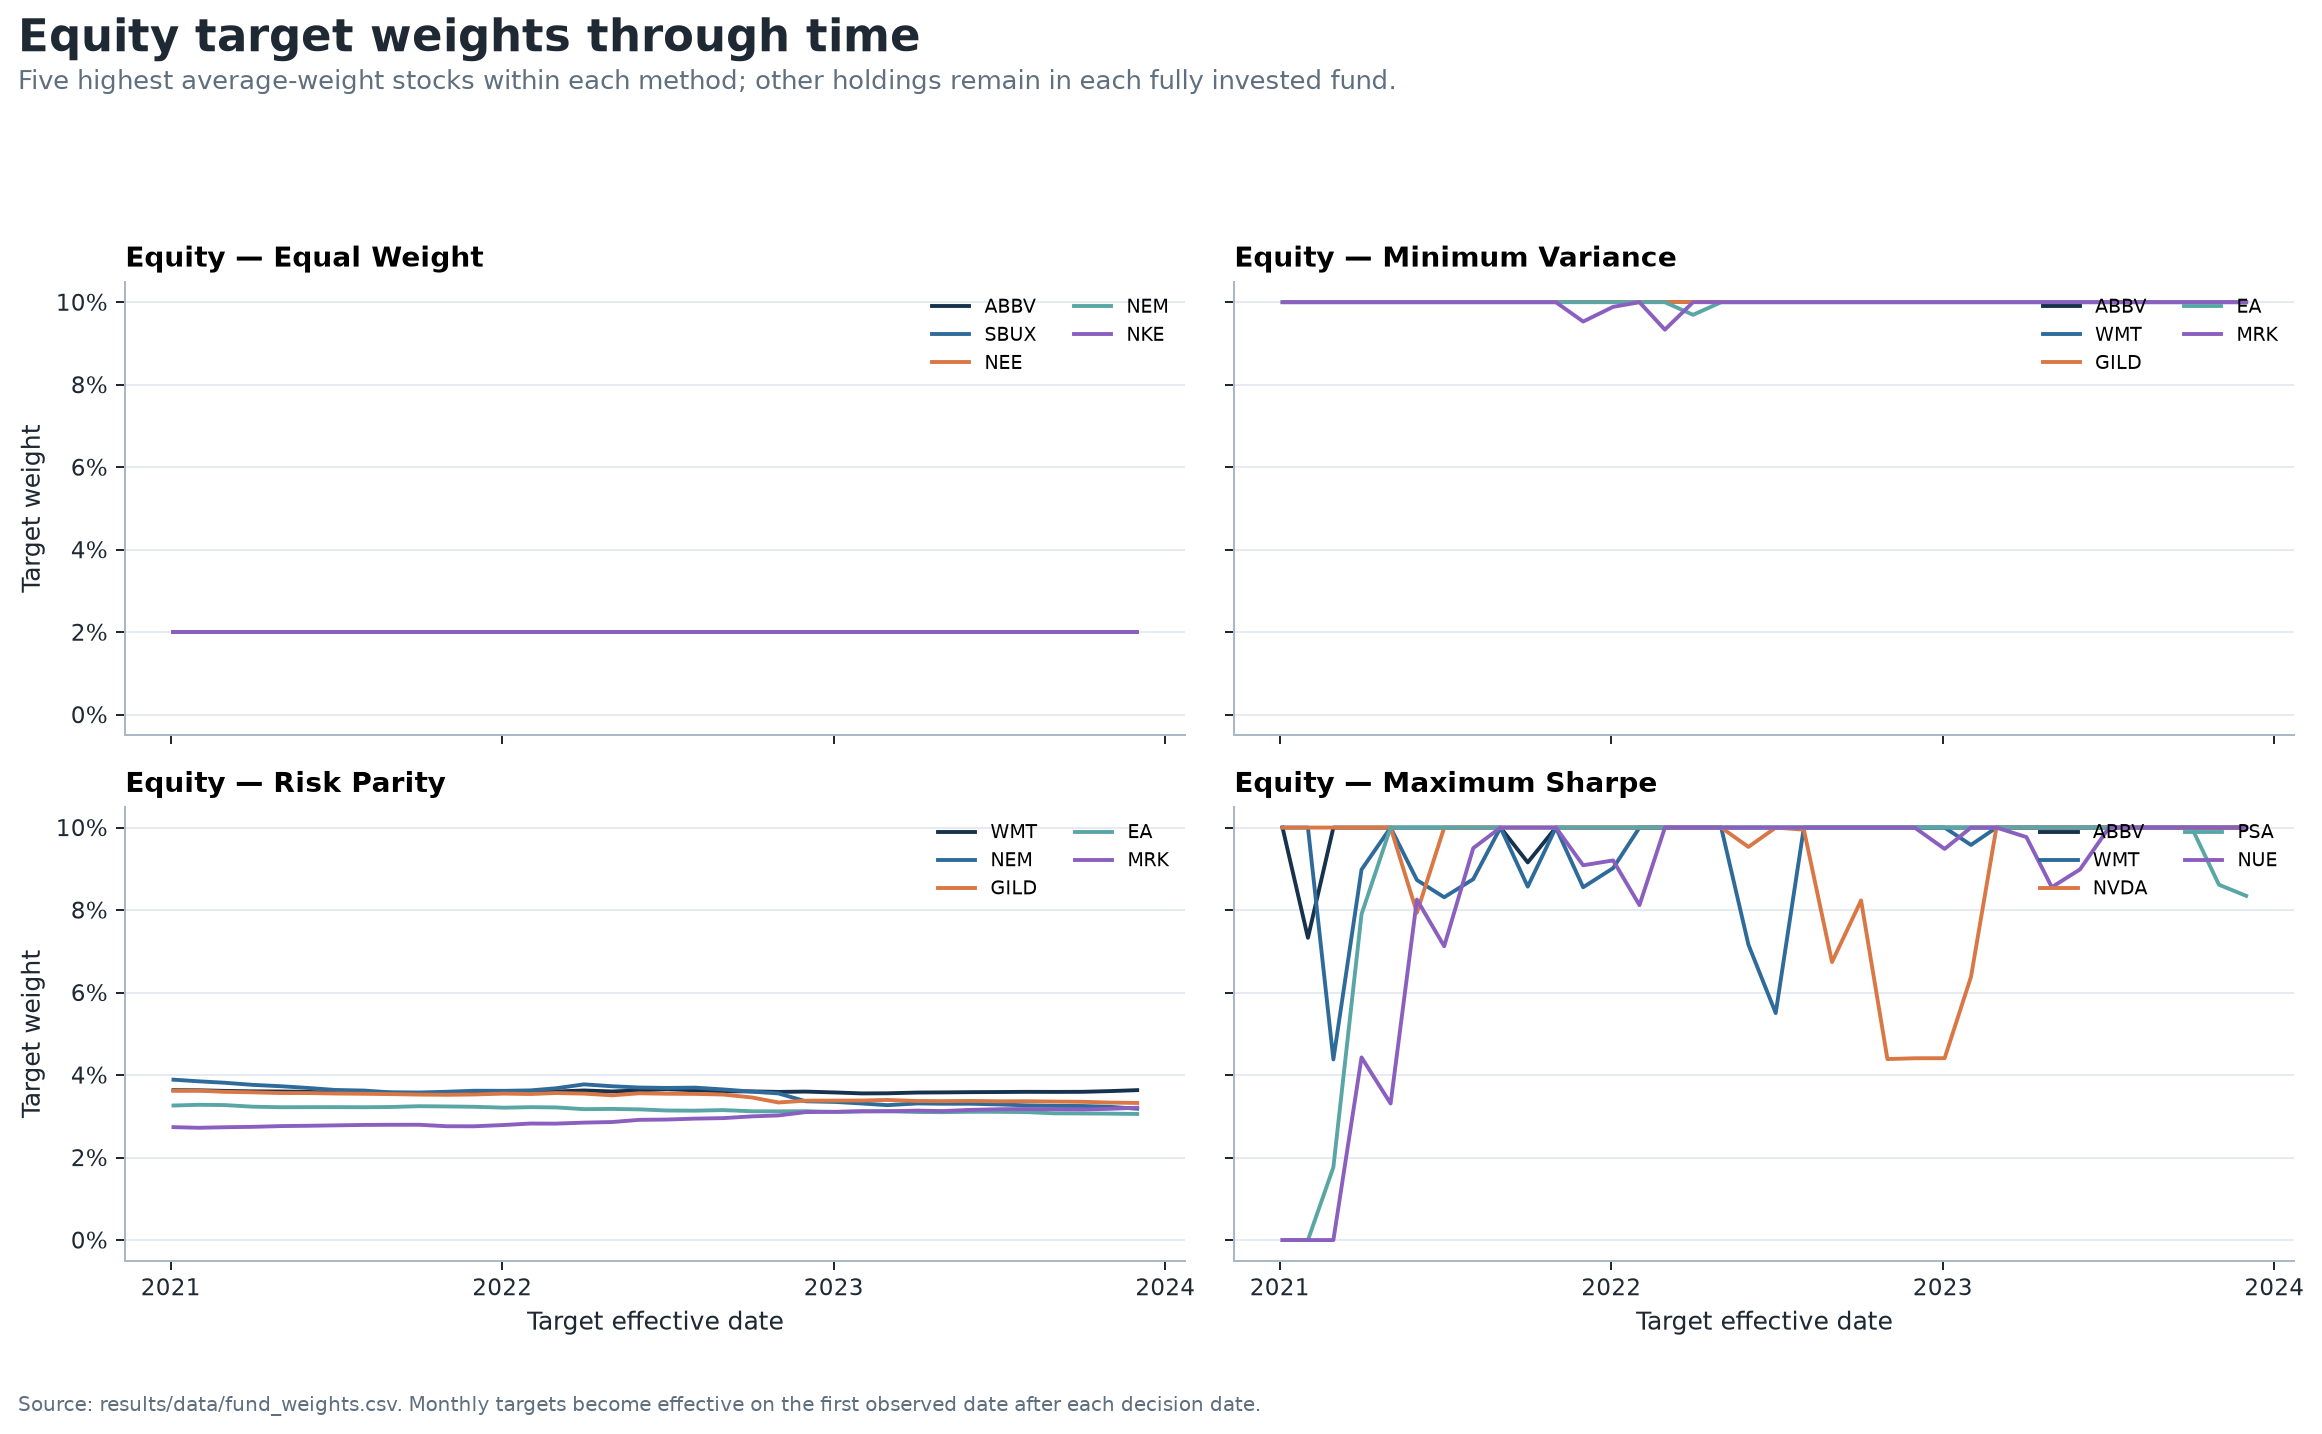 Equity target weights through time
Five highest average-weight stocks within each method; other holdings remain in each fully invested fund.
Equity — Equal Weight
Target weight
10%
8%
6%
4%
2%
0%
ABBV
SBUX
NEE
NEM
NKE
Equity — Minimum Variance
ABBV
WMT
GILD
EA
MRK
Equity — Risk Parity
Target weight
10%
8%
6%
4%
2%
0%
WMT
NEM
GILD
EA
MRK
2021 2022 2023 2024
Target effective date
Equity — Maximum Sharpe
ABBV
WMT
NVDA
PSA
NUE
2021 2022 2023 2024
Target effective date
Source: results/data/fund_weights.csv. Monthly targets become effective on the first observed date after each decision date.